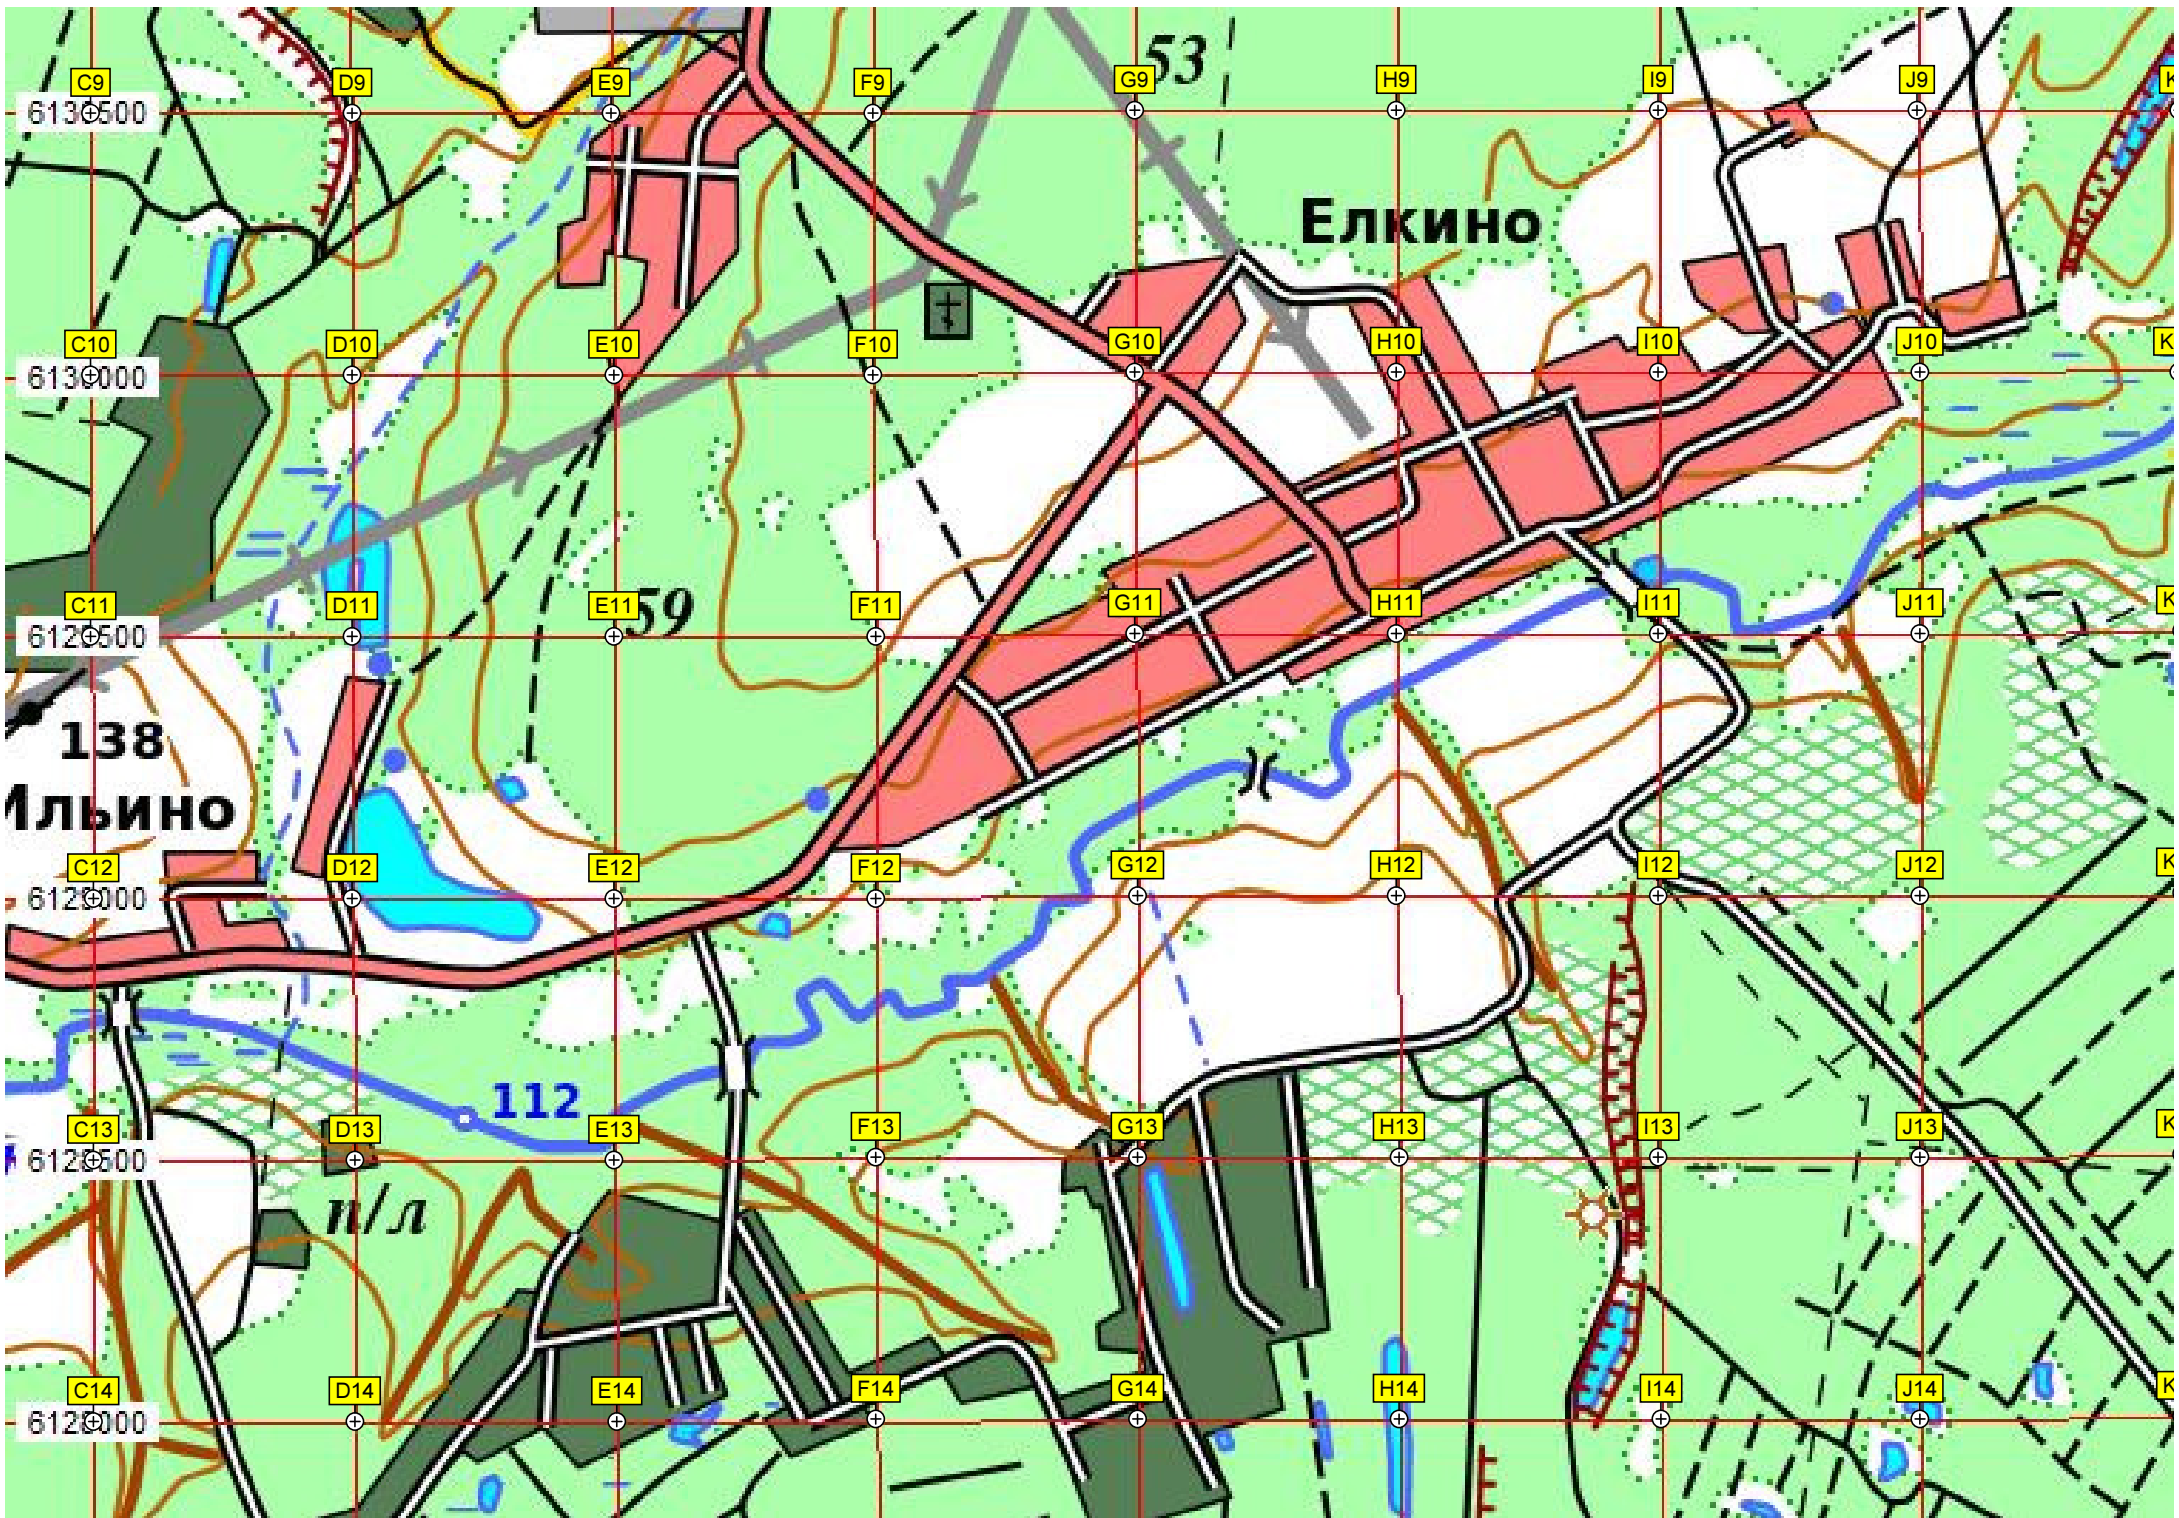 53
C9 D9 E9 F9 G9 H9 I9 J9
6130500
Елкино
C10 D10 E10 F10 G10 H10 I10 J10
6130000
C11 D11 E11 F11 G11 H11 I11 J11
59
6129500
138
Ильино
C12 D12 E12 F12 G12 H12 I12 J12
6129000
112
C13 D13 E13 F13 G13 H13 I13 J13
6128500
п/л
C14 D14 E14 F14 G14 H14 I14 J14
6128000